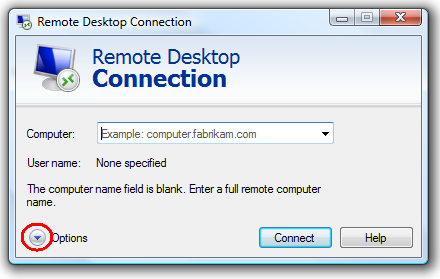 Remote Desktop Connection
Remote Desktop
Connection
Computer: Example: computer.fabrikam.com
User name: None specified
The computer name field is blank. Enter a full remote computer
name.
Options Connect Help